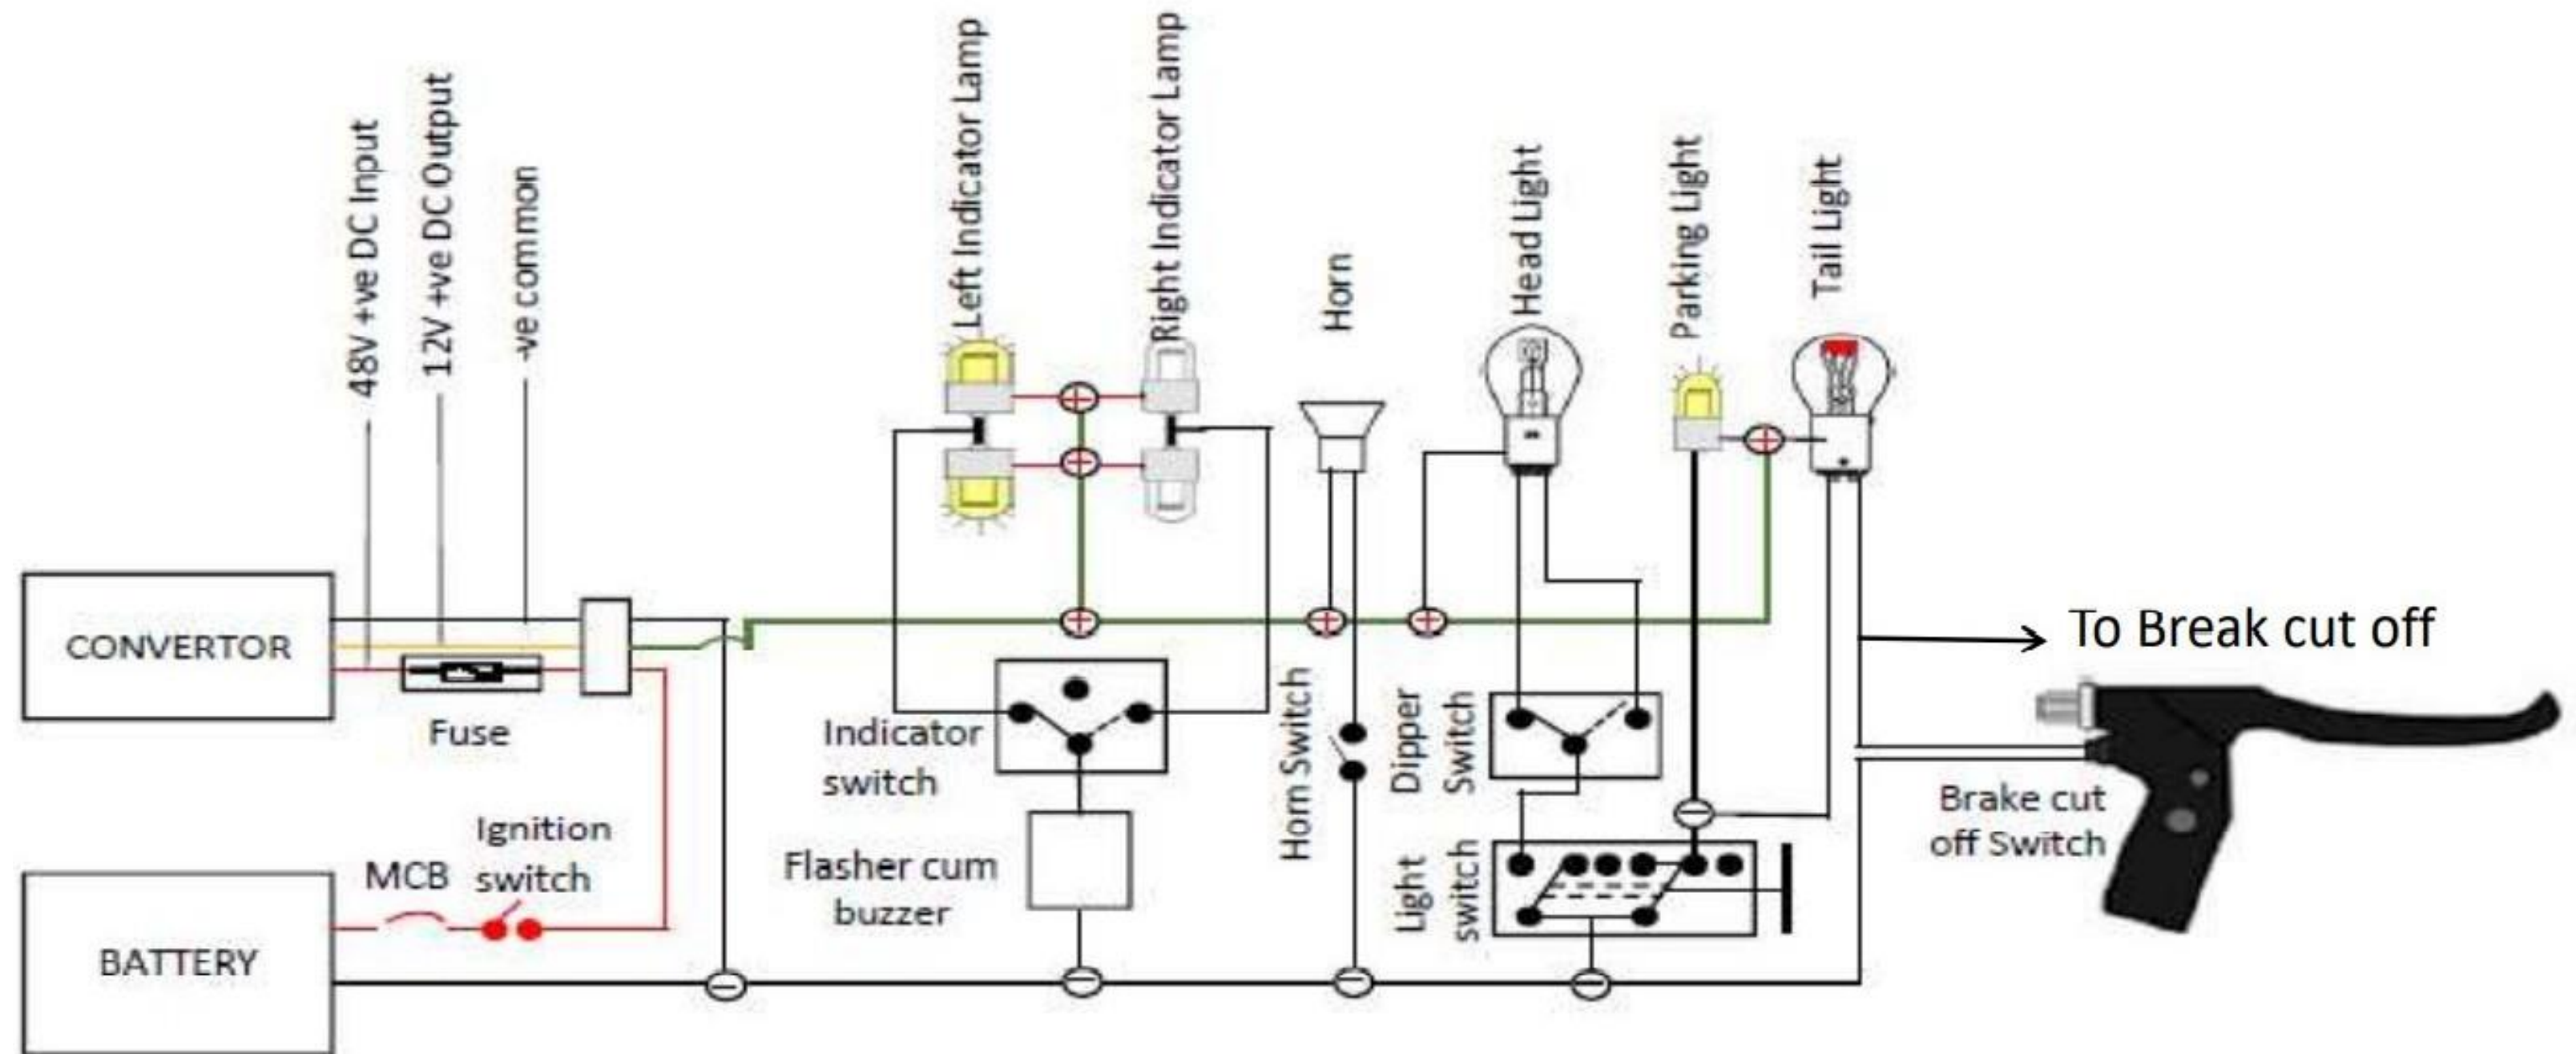 48V +ve DC Input
12V +ve DC Output
-ve common
Left Indicator Lamp
Right Indicator Lamp
Horn
Head Light
Parking Light
Tail Light
CONVERTOR
Fuse
Ignition
switch
MCB
BATTERY
Indicator
switch
Flasher cum
buzzer
Horn Switch
Dipper
Switch
Light
switch
To Break cut off
Brake cut
off Switch